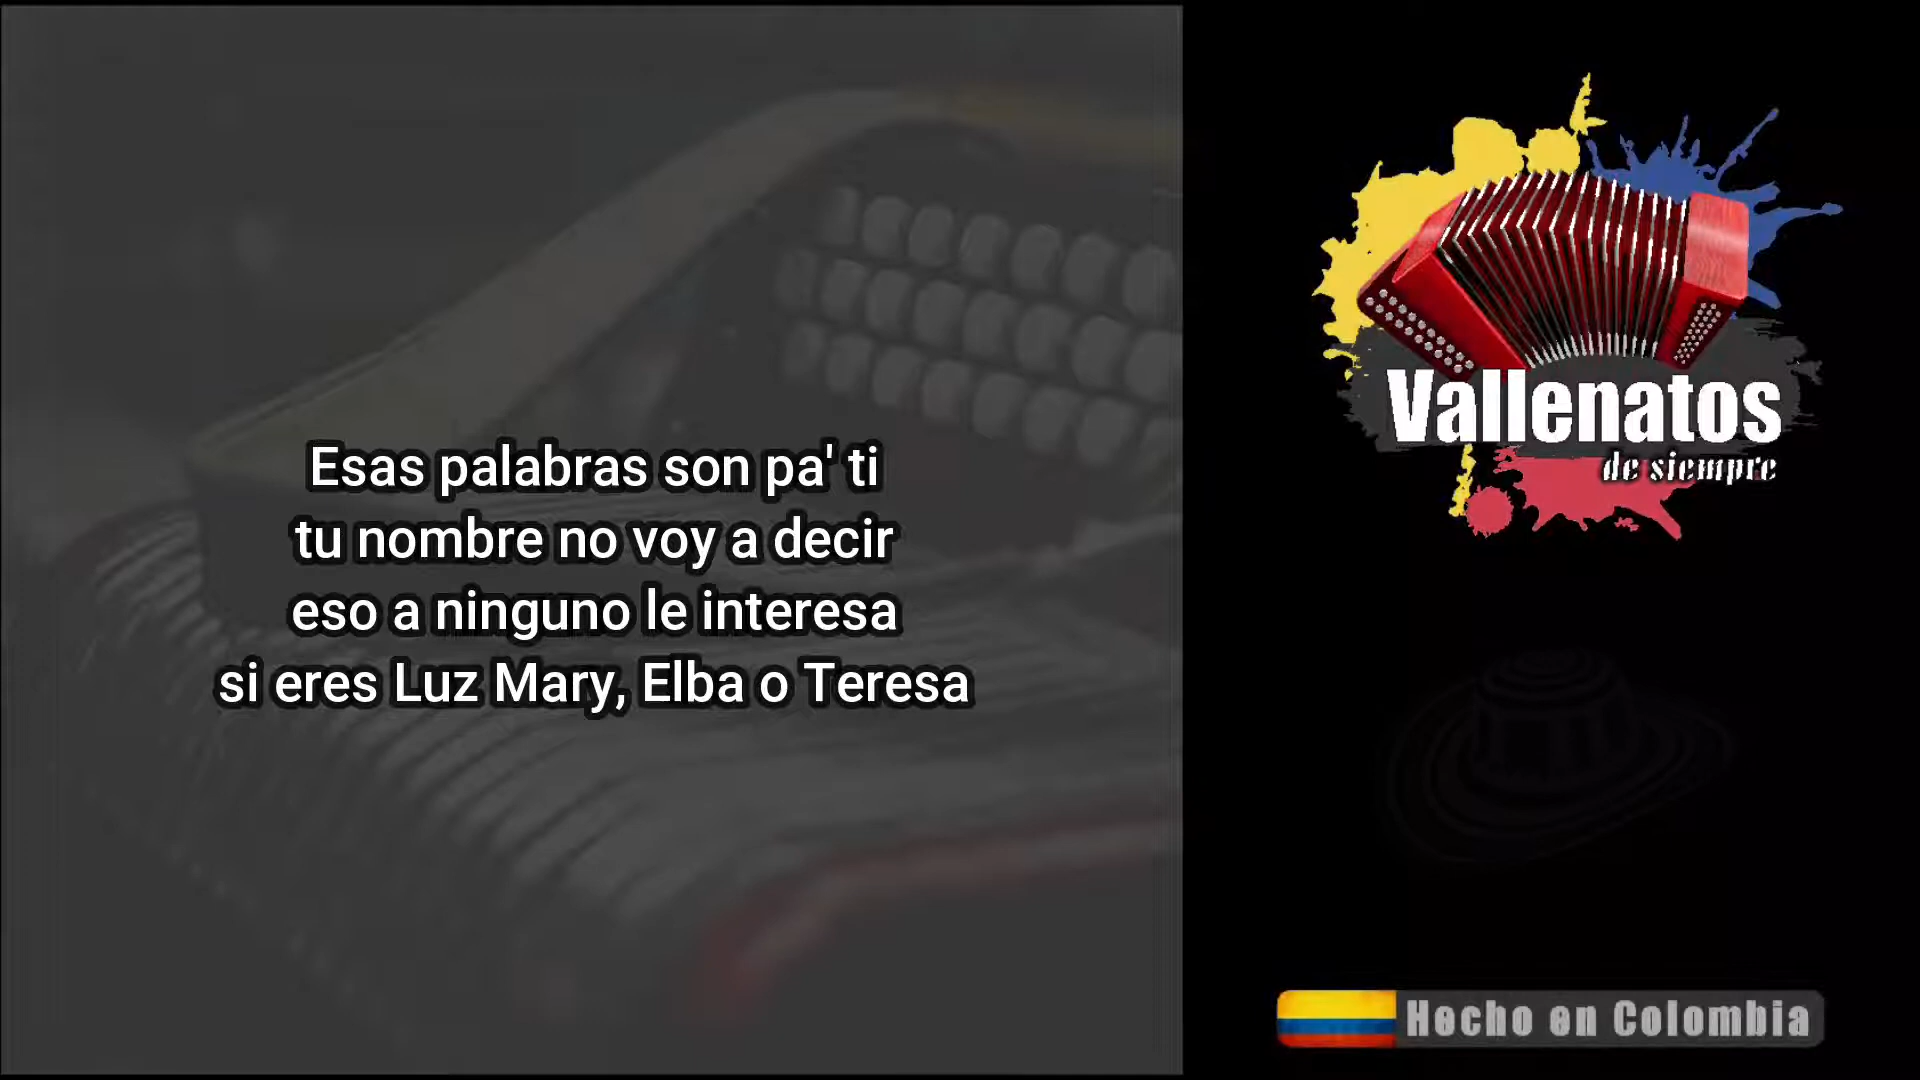 Esas palabras son pa' ti
tu nombre no voy a decir
eso a ninguno le interesa
si eres Luz Mary, Elba o Teresa
Vallenatos
de siempre
Hecho en Colombia